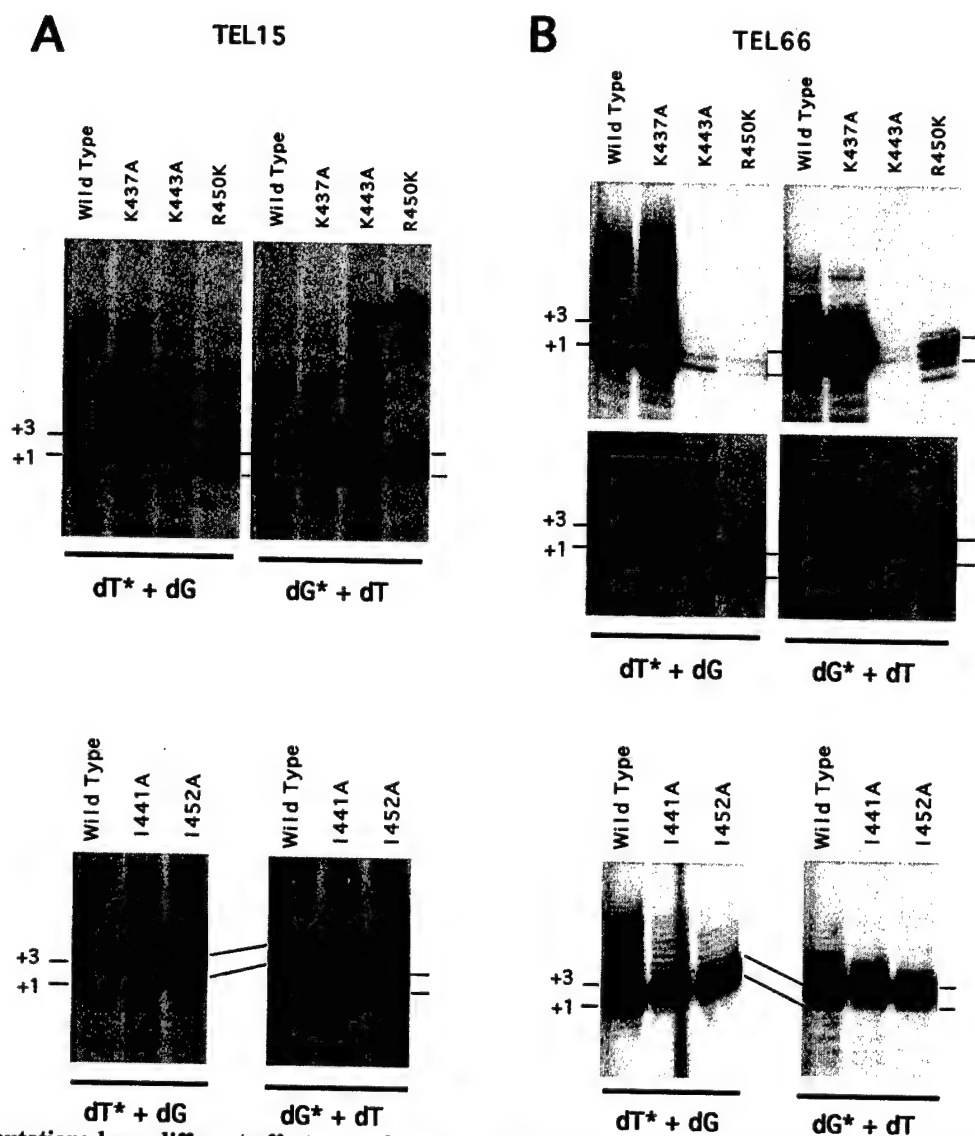 A
TEL15
Wild Type
K437A
K443A
R450K
Wild Type
K437A
K443A
R450K
+3
+1
dT* + dG
dG* + dT
Wild Type
I441A
I452A
Wild Type
I441A
I452A
+3
+1
dT* + dG
dG* + dT
B
TEL66
Wild Type
K437A
K443A
R450K
Wild Type
K437A
K443A
R450K
+3
+1
+3
+1
dT* + dG
dG* + dT
Wild Type
I441A
I452A
Wild Type
I441A
I452A
+3
+1
dT* + dG
dG* + dT